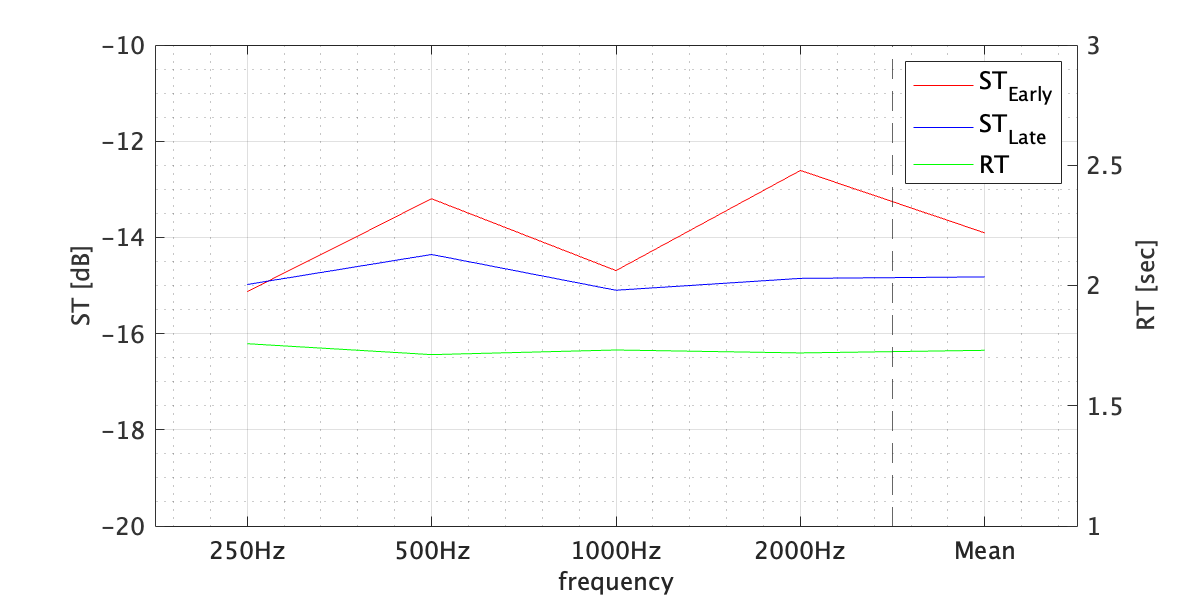 -10
-12
-14
-16
-18
-20
ST [dB]
250Hz
500Hz
1000Hz
2000Hz
Mean
frequency
3
2.5
2
1.5
1
RT [sec]
ST Early
ST Late
RT